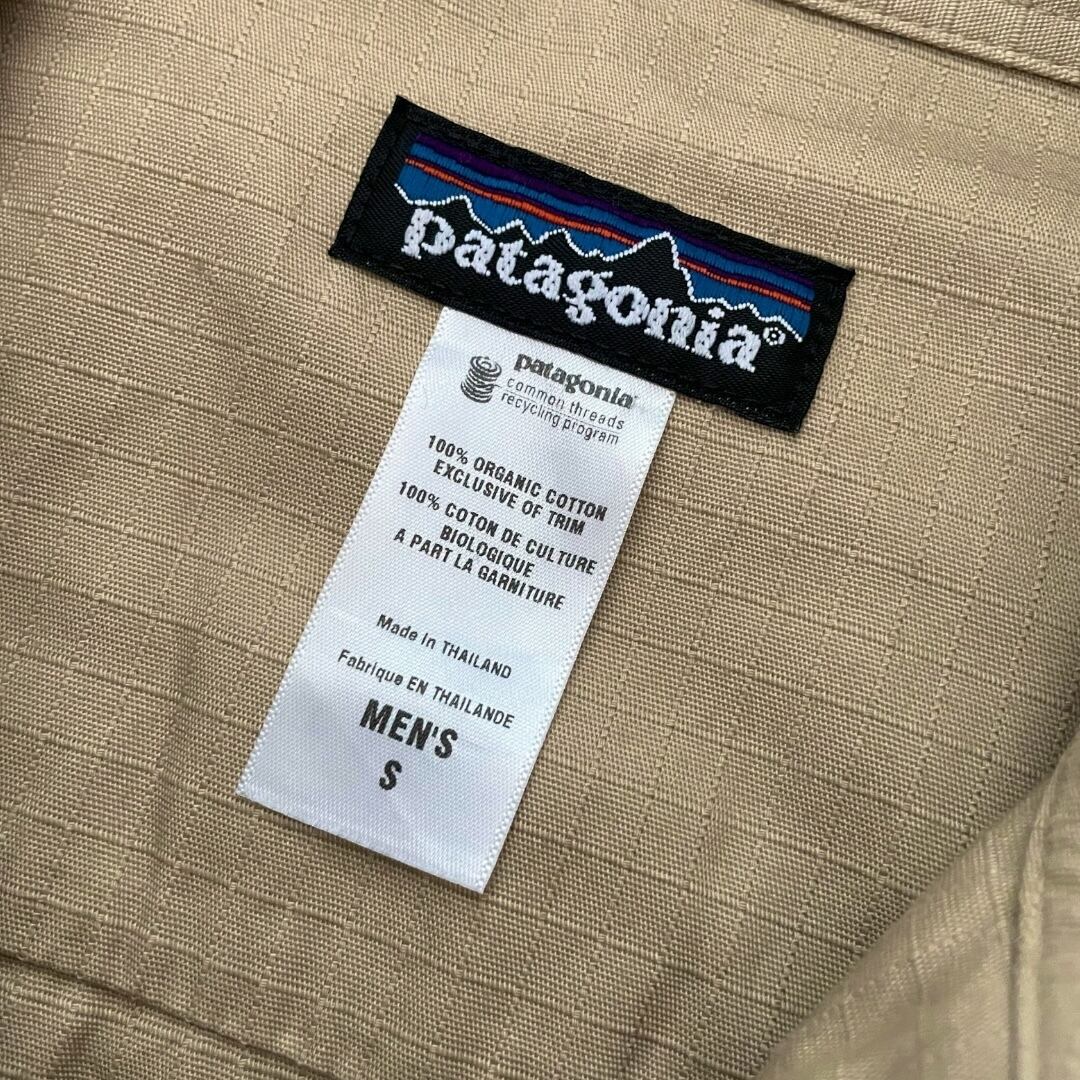 patagonia®
patagonia®
common threads
recycling program
100% ORGANIC COTTON
EXCLUSIVE OF TRIM
100% COTON DE CULTURE
BIOLOGIQUE
A PART LA GARNITURE
Made in THAILAND
Fabrique EN THAILANDE
MEN'S
S